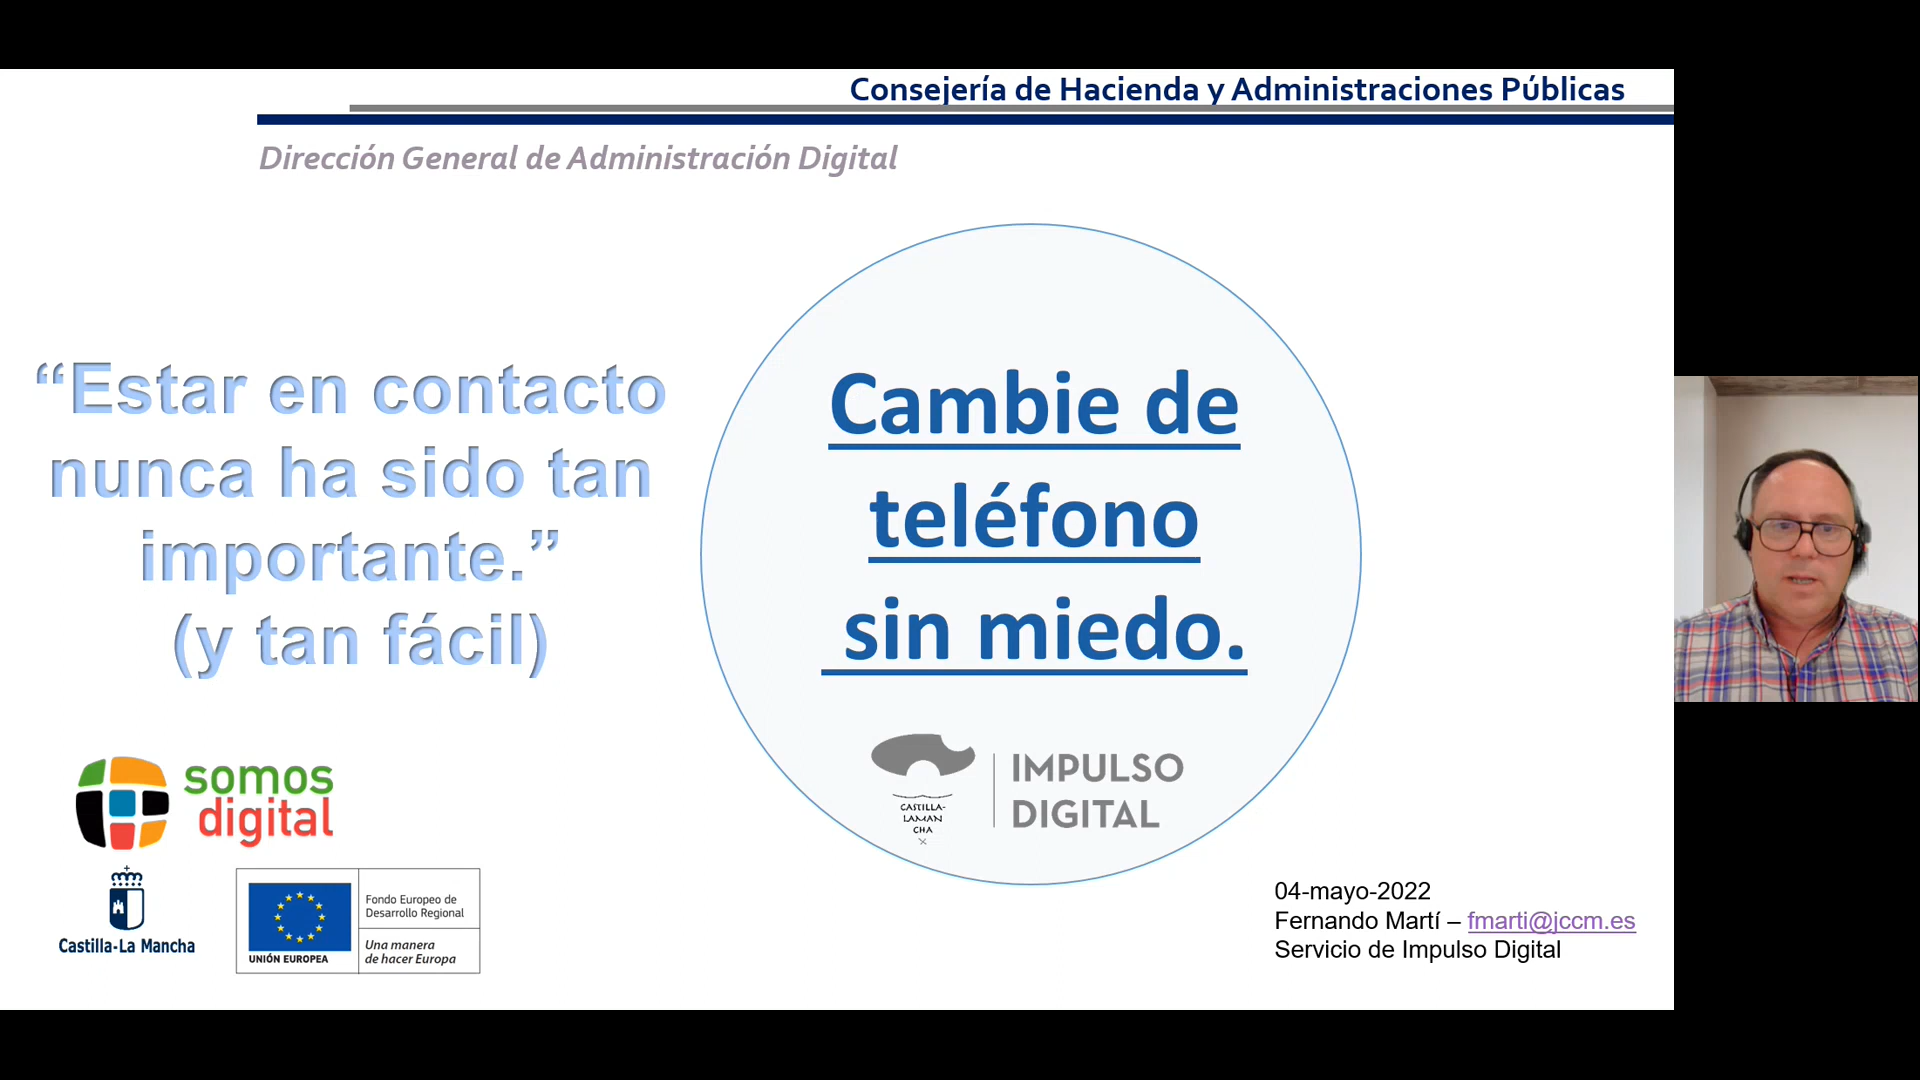 Consejería de Hacienda y Administraciones Públicas
Dirección General de Administración Digital
“Estar en contacto
nunca ha sido tan
importante.”
(y tan fácil)
Cambie de
teléfono
sin miedo.
CASTILLA-
LAMAN
CHA
IMPULSO
DIGITAL
somos
digital
Castilla-La Mancha
UNIÓN EUROPEA
Fondo Europeo de
Desarrollo Regional
Una manera
de hacer Europa
04-mayo-2022
Fernando Martí – fmarti@jccm.es
Servicio de Impulso Digital